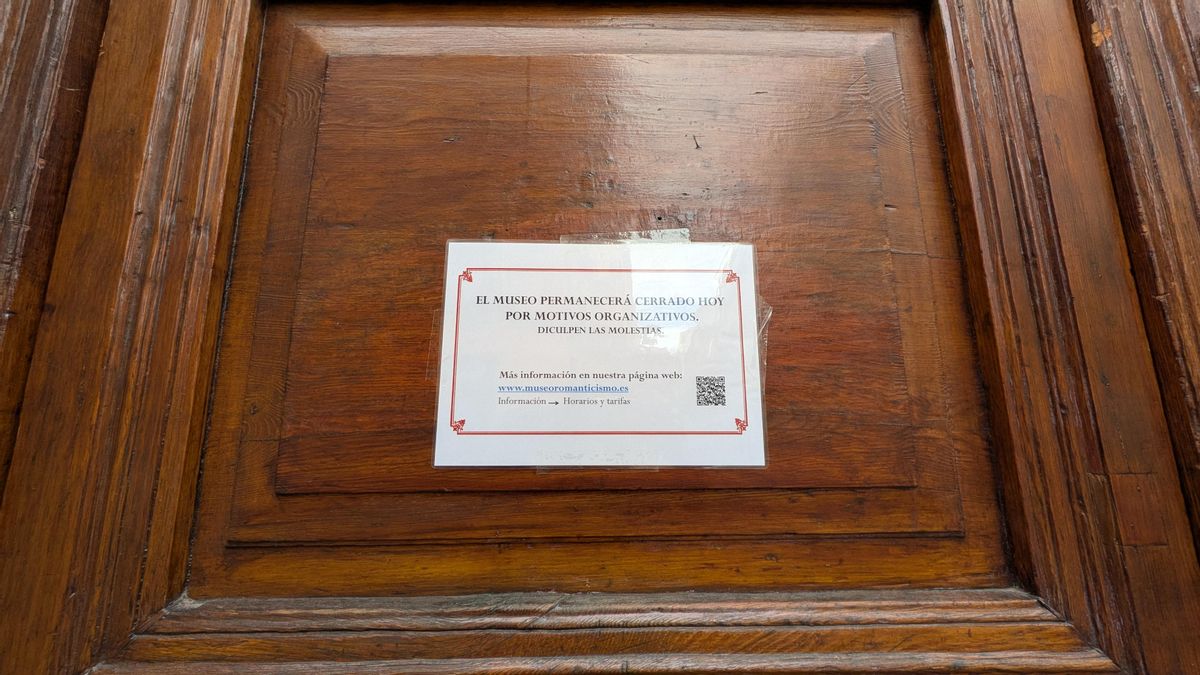 EL MUSEO PERMANECERÁ CERRADO HOY
POR MOTIVOS ORGANIZATIVOS.
DICULPEN LAS MOLESTIAS.
Más información en nuestra página web:
www.museoromanticismo.es
Información → Horarios y tarifas